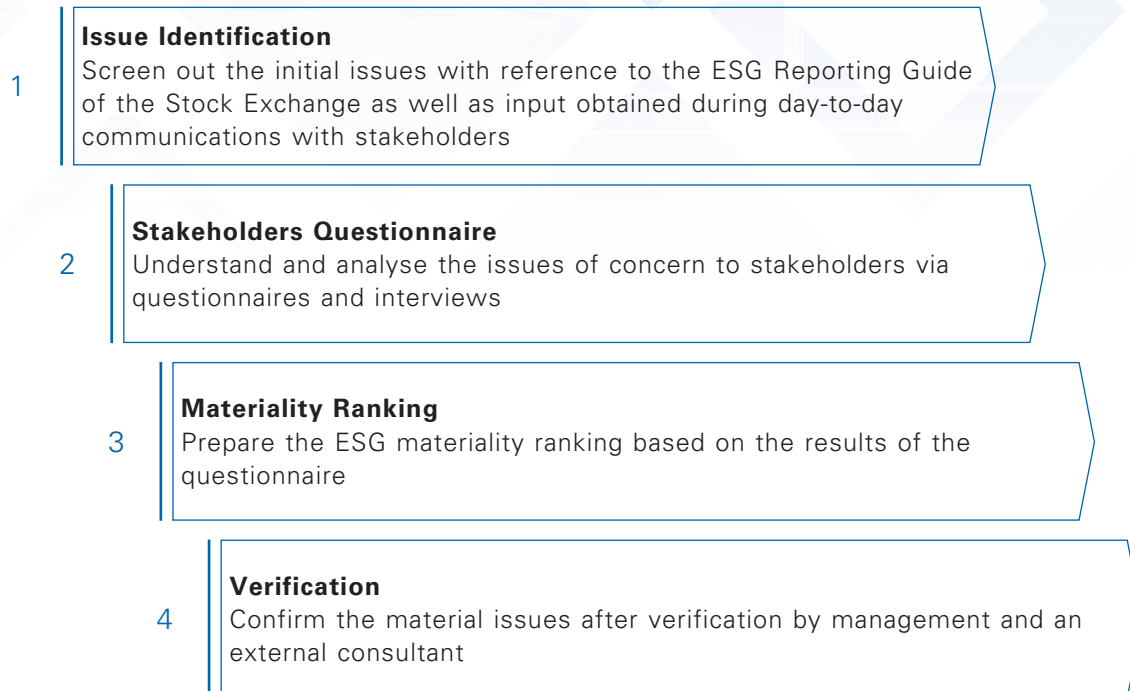 1
Issue Identification
Screen out the initial issues with reference to the ESG Reporting Guide
of the Stock Exchange as well as input obtained during day-to-day
communications with stakeholders
2
Stakeholders Questionnaire
Understand and analyse the issues of concern to stakeholders via
questionnaires and interviews
3
Materiality Ranking
Prepare the ESG materiality ranking based on the results of the
questionnaire
4
Verification
Confirm the material issues after verification by management and an
external consultant